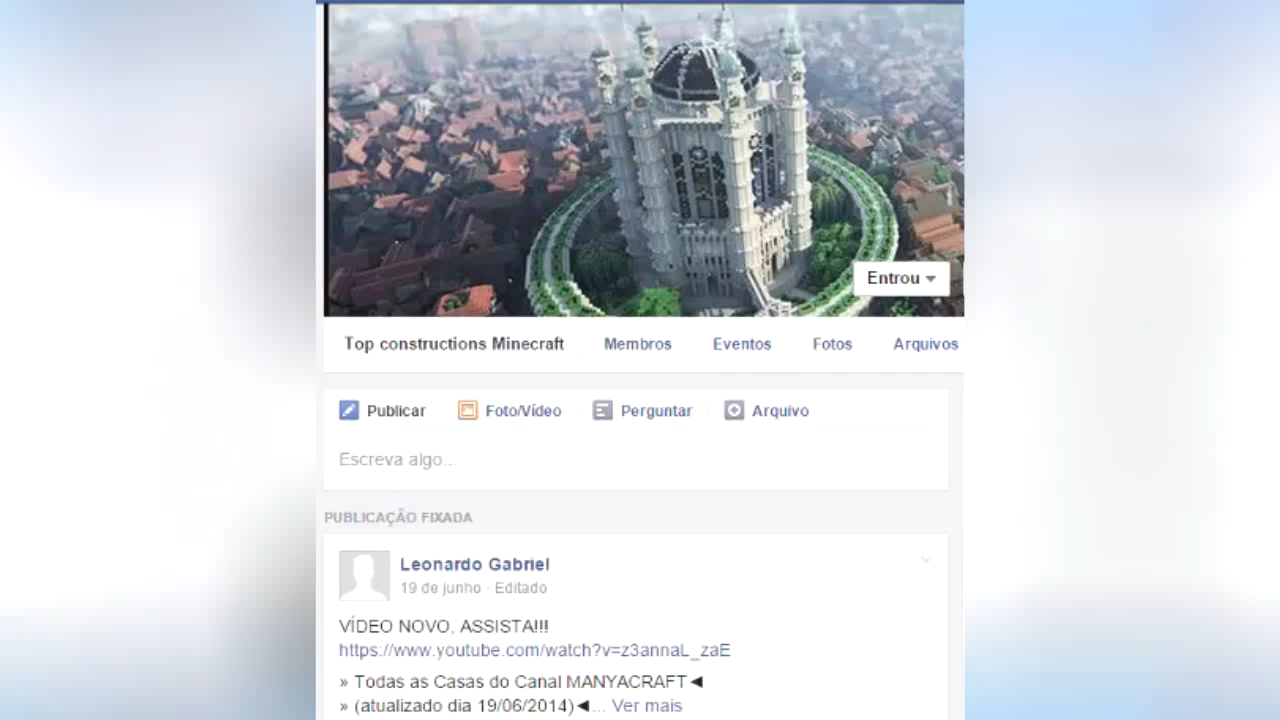 Entrou
Top constructions Minecraft Membros Eventos Fotos Arquivos
Publicar Foto/Vídeo Perguntar Arquivo
Escreva algo...
PUBLICAÇÃO FIXADA
Leonardo Gabriel
19 de junho · Editado
VÍDEO NOVO, ASSISTA!!!
https://www.youtube.com/watch?v=z3annaL_zaE
» Todas as Casas do Canal MANYACRAFT◄
» (atualizado dia 19/06/2014)◄... Ver mais